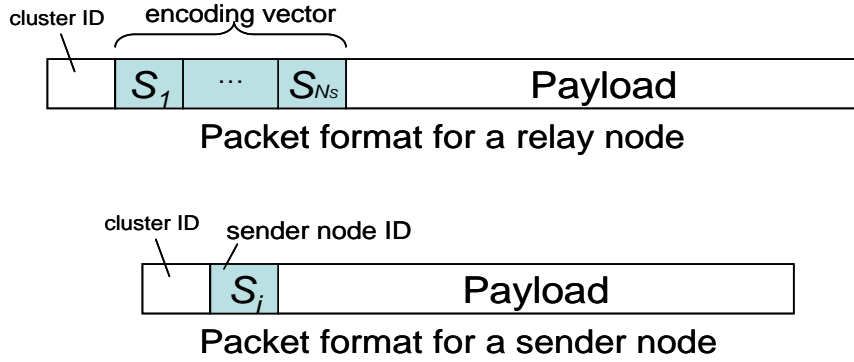 cluster ID
encoding vector
S1 ... SNs Payload
Packet format for a relay node
cluster ID
sender node ID
Si Payload
Packet format for a sender node